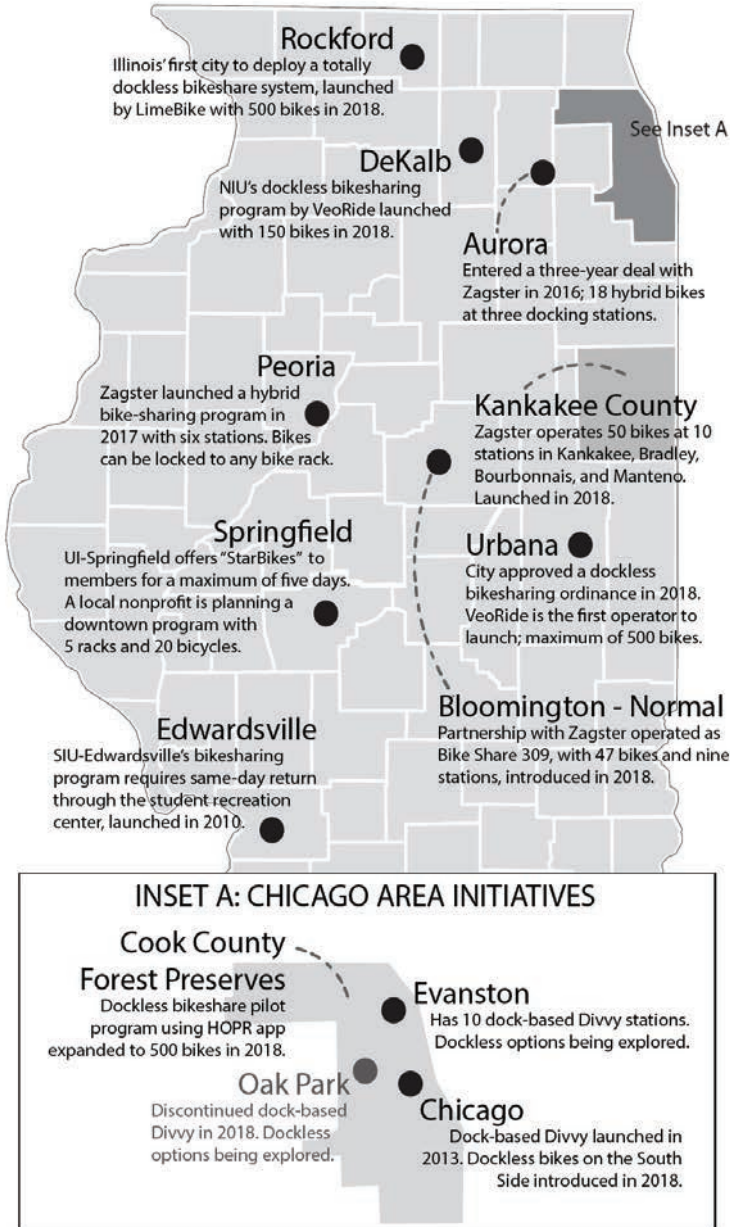 Rockford
Illinois' first city to deploy a totally
dockless bikeshare system, launched
by LimeBike with 500 bikes in 2018.
See Inset A
DeKalb
NIU's dockless bikesharing
program by VeoRide launched
with 150 bikes in 2018.
Aurora
Entered a three-year deal with
Zagster in 2016; 18 hybrid bikes
at three docking stations.
Peoria
Zagster launched a hybrid
bike-sharing program in
2017 with six stations. Bikes
can be locked to any bike rack.
Kankakee County
Zagster operates 50 bikes at 10
stations in Kankakee, Bradley,
Bourbonnais, and Manteno.
Launched in 2018.
Springfield
UI-Springfield offers "StarBikes" to
members for a maximum of five days.
A local nonprofit is planning a
downtown program with
5 racks and 20 bicycles.
Urbana
City approved a dockless
bikesharing ordinance in 2018.
VeoRide is the first operator to
launch; maximum of 500 bikes.
Bloomington - Normal
Partnership with Zagster operated as
Bike Share 309, with 47 bikes and nine
stations, introduced in 2018.
Edwardsville
SIU-Edwardsville's bikesharing
program requires same-day return
through the student recreation
center, launched in 2010.
INSET A: CHICAGO AREA INITIATIVES
Cook County
Forest Preserves
Dockless bikeshare pilot
program using HOPR app
expanded to 500 bikes in 2018.
Evanston
Has 10 dock-based Divvy stations.
Dockless options being explored.
Oak Park
Discontinued dock-based
Divvy in 2018. Dockless
options being explored.
Chicago
Dock-based Divvy launched in
2013. Dockless bikes on the South
Side introduced in 2018.